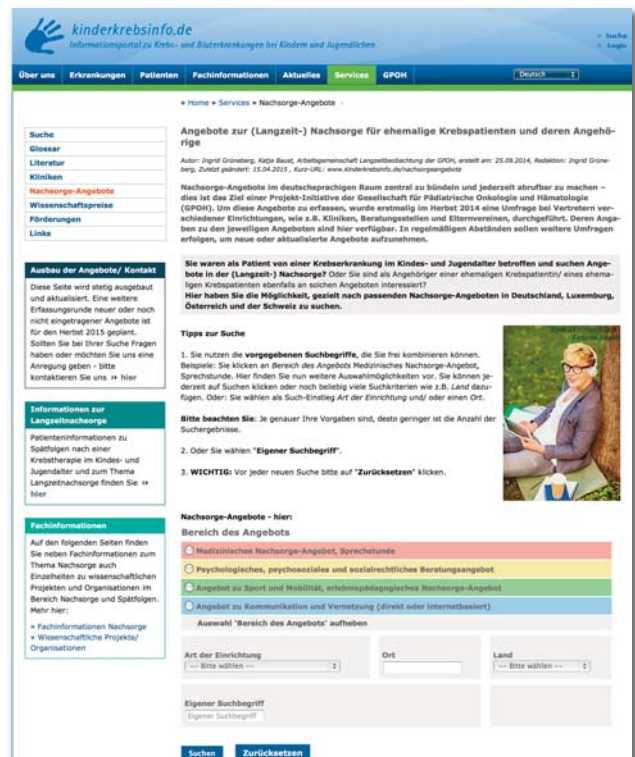 kinderkrebsinfo.de
Informationsportal zu Krebs- und Bluterkrankungen bei Kindern und Jugendlichen
» Suche
» Login
Über uns Erkrankungen Patienten Fachinformationen Aktuelles Services GPOH Deutsch
» Home » Services » Nachsorge-Angebote
Suche
Glossar
Literatur
Kliniken
Nachsorge-Angebote
Wissenschaftspreise
Förderungen
Links
Ausbau der Angebote/ Kontakt
Diese Seite wird stetig ausgebaut
und aktualisiert. Eine weitere
Erfassungsrunde neuer oder noch
nicht eingetragener Angebote ist
für den Herbst 2015 geplant.
Sollten Sie bei Ihrer Suche Fragen
haben oder möchten Sie uns eine
Anregung geben - bitte
kontaktieren Sie uns » hier
Informationen zur
Langzeitnachsorge
Patienteninformationen zu
Spätfolgen nach einer
Krebstherapie im Kindes- und
Jugendalter und zum Thema
Langzeitnachsorge finden Sie »
hier
Fachinformationen
Auf den folgenden Seiten finden
Sie neben Fachinformationen zum
Thema Nachsorge auch
Einzelheiten zu wissenschaftlichen
Projekten und Organisationen im
Bereich Nachsorge und Spätfolgen.
Mehr hier:
» Fachinformationen Nachsorge
» Wissenschaftliche Projekte/
Organisationen
Angebote zur (Langzeit-) Nachsorge für ehemalige Krebspatienten und deren Angehö-
rige
Autor: Ingrid Grüneberg, Katja Baust, Arbeitsgemeinschaft Langzeitbeobachtung der GPOH, erstellt am: 25.09.2014, Redaktion: Ingrid Grüne-
berg, Zuletzt geändert: 15.04.2015 , Kurz-URL: www.kinderkrebsinfo.de/nachsorgeangebote
Nachsorge-Angebote im deutschsprachigen Raum zentral zu bündeln und jederzeit abrufbar zu machen –
dies ist das Ziel einer Projekt-Initiative der Gesellschaft für Pädiatrische Onkologie und Hämatologie
(GPOH). Um diese Angebote zu erfassen, wurde erstmalig im Herbst 2014 eine Umfrage bei Vertretern ver-
schiedener Einrichtungen, wie z.B. Kliniken, Beratungsstellen und Elternvereinen, durchgeführt. Deren Anga-
ben zu den jeweiligen Angeboten sind hier verfügbar. In regelmäßigen Abständen sollen weitere Umfragen
erfolgen, um neue oder aktualisierte Angebote aufzunehmen.
Sie waren als Patient von einer Krebserkrankung im Kindes- und Jugendalter betroffen und suchen Ange-
bote in der (Langzeit-) Nachsorge? Oder Sie sind als Angehöriger einer ehemaligen Krebspatientin/ eines ehema-
ligen Krebspatienten ebenfalls an solchen Angeboten interessiert?
Hier haben Sie die Möglichkeit, gezielt nach passenden Nachsorge-Angeboten in Deutschland, Luxemburg,
Österreich und der Schweiz zu suchen.
Tipps zur Suche
1. Sie nutzen die vorgegebenen Suchbegriffe, die Sie frei kombinieren können.
Beispiele: Sie klicken an Bereich des Angebots Medizinisches Nachsorge-Angebot,
Sprechstunde. Hier finden Sie nun weitere Auswahlmöglichkeiten vor. Sie können je-
derzeit auf Suchen klicken oder noch beliebig viele Suchkriterien wie z.B. Land dazu-
fügen. Oder: Sie wählen als Such-Einstieg Art der Einrichtung und/ oder einen Ort.
Bitte beachten Sie: Je genauer Ihre Vorgaben sind, desto geringer ist die Anzahl der
Suchergebnisse.
2. Oder Sie wählen "Eigener Suchbegriff".
3. WICHTIG: Vor jeder neuen Suche bitte auf "Zurücksetzen" klicken.
Nachsorge-Angebote - hier:
Bereich des Angebots
Medizinisches Nachsorge-Angebot, Sprechstunde
Psychologisches, psychosoziales und sozialrechtliches Beratungsangebot
Angebot zu Sport und Mobilität, erlebnispädagogisches Nachsorge-Angebot
Angebot zu Kommunikation und Vernetzung (direkt oder internetbasiert)
Auswahl 'Bereich des Angebots' aufheben
Art der Einrichtung Ort Land
-- Bitte wählen -- -- Bitte wählen --
Eigener Suchbegriff
Eigener Suchbegriff
Suchen Zurücksetzen